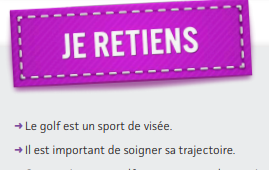 JE RETIENS
➔ Le golf est un sport de visée.
➔ Il est important de soigner sa trajectoire.